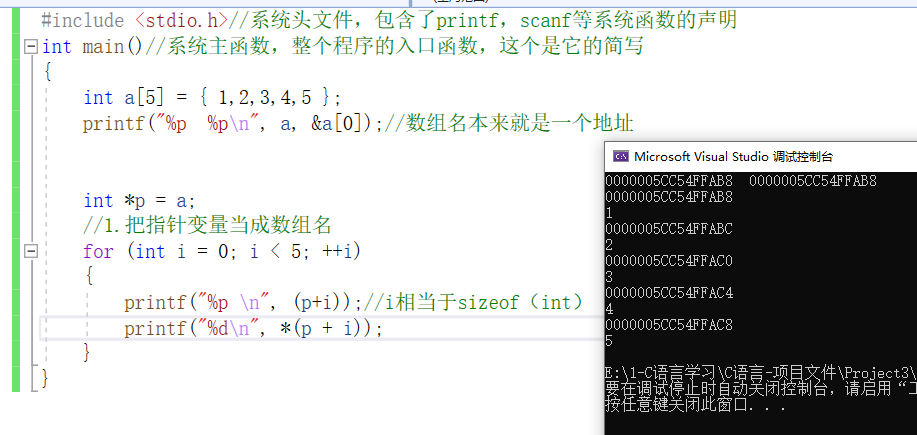 #include <stdio.h>//系统头文件，包含了printf，scanf等系统函数的声明
int main()//系统主函数，整个程序的入口函数，这个是它的简写
{
int a[5] = { 1,2,3,4,5 };
printf("%p  %p\n", a, &a[0]);//数组名本来就是一个地址
int *p = a;
//1.把指针变量当成数组名
for (int i = 0; i < 5; ++i)
{
printf("%p \n", (p+i));//i相当于sizeof（int）
printf("%d\n", *(p + i));
}
}
Microsoft Visual Studio 调试控制台
0000005CC54FFAB8  0000005CC54FFAB8
0000005CC54FFAB8
1
0000005CC54FFABC
2
0000005CC54FFAC0
3
0000005CC54FFAC4
4
0000005CC54FFAC8
5
E:\1-C语言学习\C语言-项目文件\Project3\
要在调试停止时自动关闭控制台，请启用“工
按任意键关闭此窗口. . .